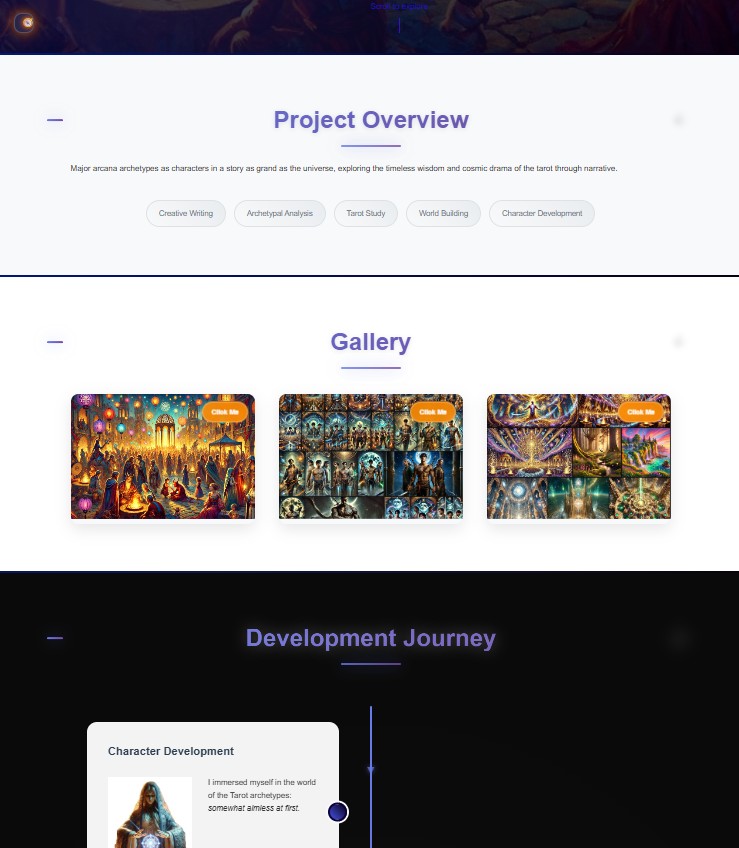 Project Overview
Major arcana archetypes as characters in a story as grand as the universe, exploring the timeless wisdom and cosmic drama of the tarot through narrative.
Creative Writing
Archetypal Analysis
Tarot Study
World Building
Character Development
Gallery
Click Me
Click Me
Click Me
Development Journey
Character Development
I immersed myself in the world
of the Tarot archetypes:
somewhat aimless at first.